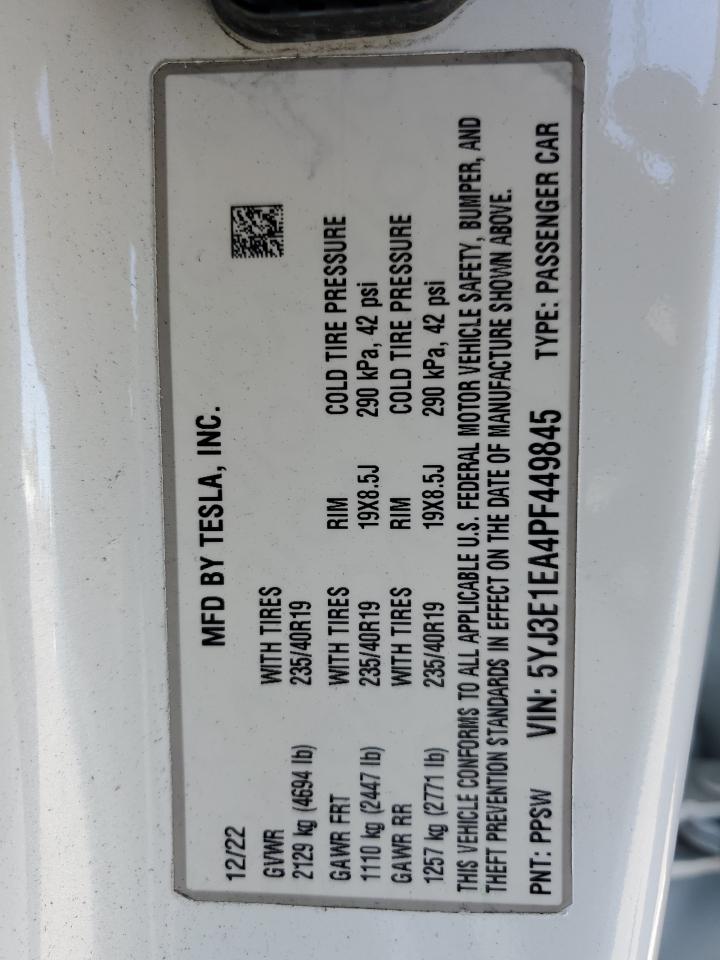 MFD BY TESLA, INC.
12/22
GVWR WITH TIRES
2129 kg (4694 lb) 235/40R19
GAWR FRT WITH TIRES RIM COLD TIRE PRESSURE
1110 kg (2447 lb) 235/40R19 19X8.5J 290 kPa, 42 psi
GAWR RR WITH TIRES RIM COLD TIRE PRESSURE
1257 kg (2771 lb) 235/40R19 19X8.5J 290 kPa, 42 psi
THIS VEHICLE CONFORMS TO ALL APPLICABLE U.S. FEDERAL MOTOR VEHICLE SAFETY, BUMPER, AND
THEFT PREVENTION STANDARDS IN EFFECT ON THE DATE OF MANUFACTURE SHOWN ABOVE.
PNT: PPSW VIN: 5YJ3E1EA4PF449845 TYPE: PASSENGER CAR